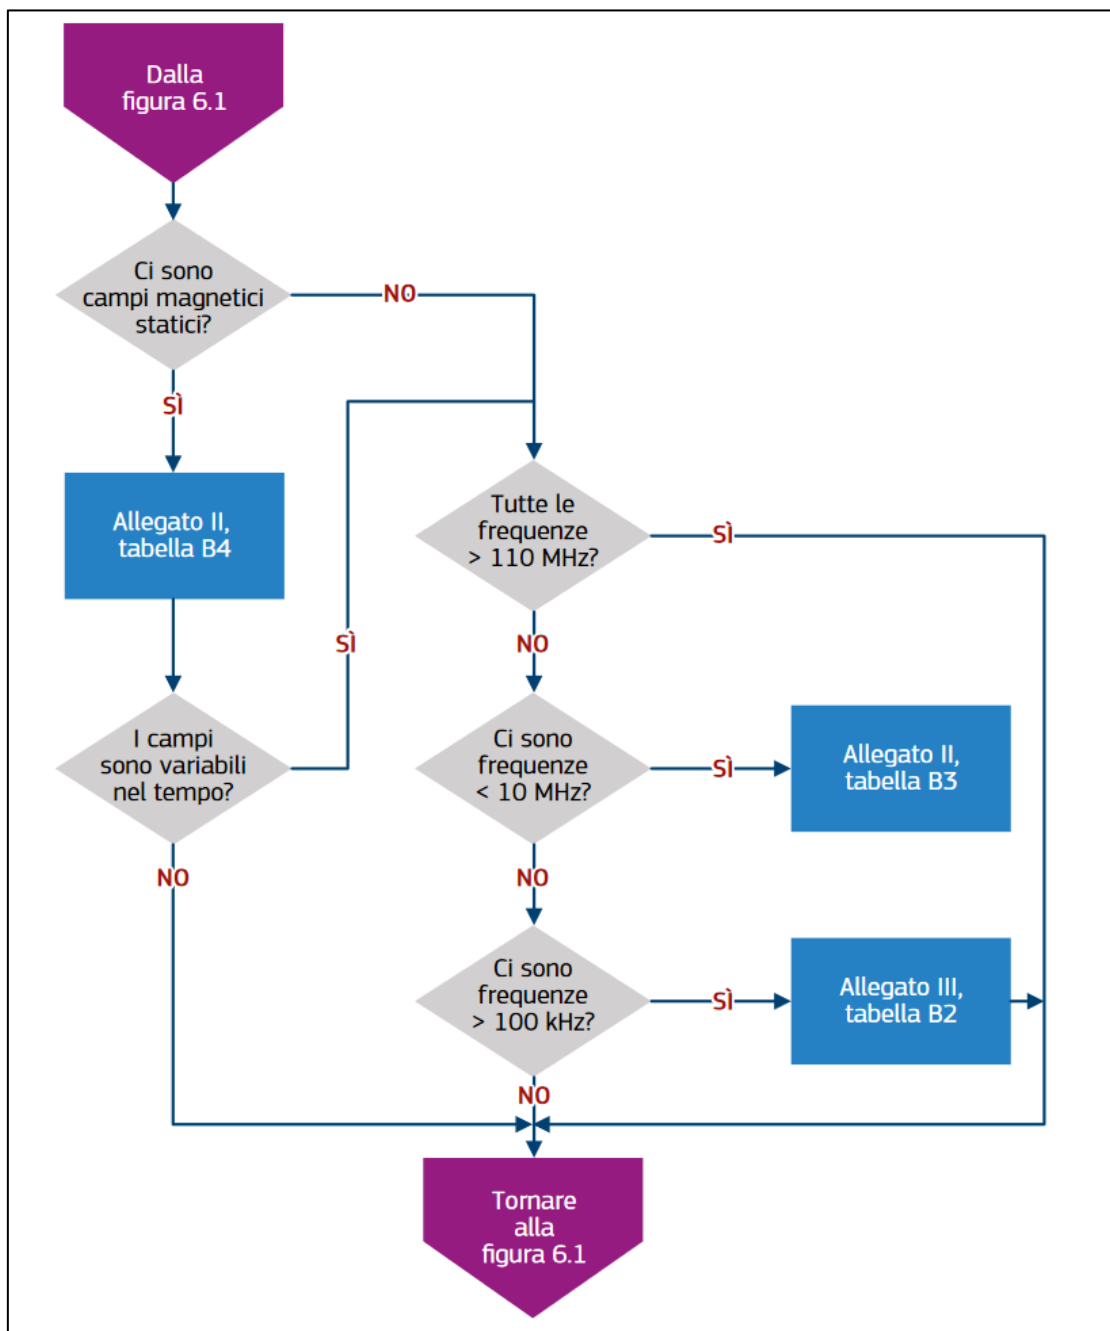 Dalla
figura 6.1
Ci sono
campi magnetici
statici?
NO
SÌ
Allegato II,
tabella B4
Tutte le
frequenze
> 110 MHz?
SÌ
SÌ
NO
I campi
sono variabili
nel tempo?
Ci sono
frequenze
< 10 MHz?
SÌ
Allegato II,
tabella B3
NO
NO
Ci sono
frequenze
> 100 kHz?
SÌ
Allegato III,
tabella B2
NO
Tornare
alla
figura 6.1